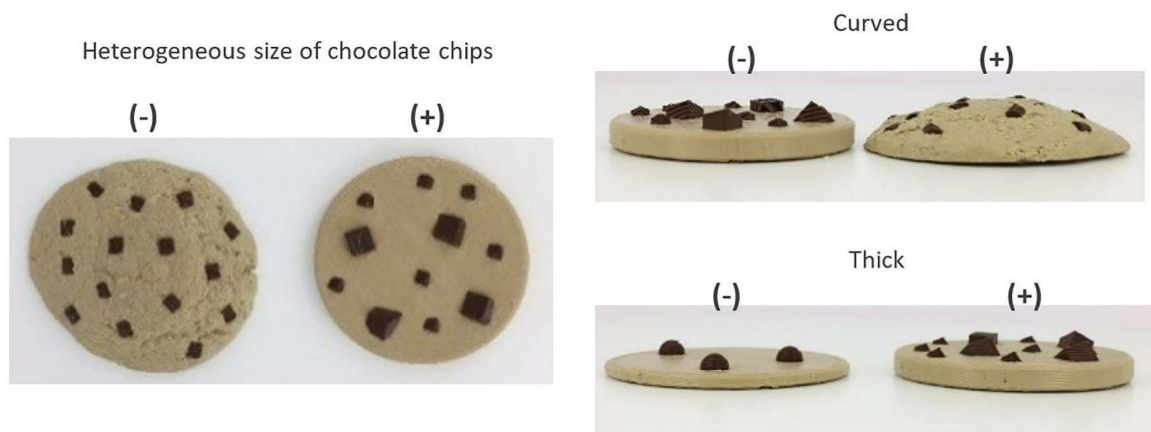 Heterogeneous size of chocolate chips
(-) (+)
Curved
(-) (+)
Thick
(-) (+)